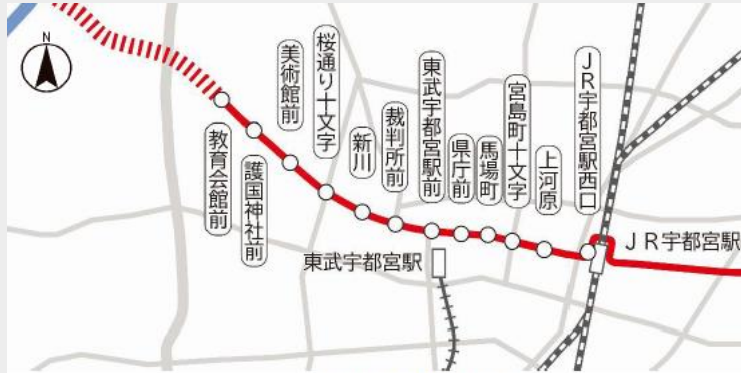 N
教育会館前
護国神社前
美術館前
桜通り十文字
新川
裁判所前
東武宇都宮駅前
県庁前
馬場町
宮島町十文字
上河原
JR宇都宮駅西口
JR宇都宮駅
東武宇都宮駅